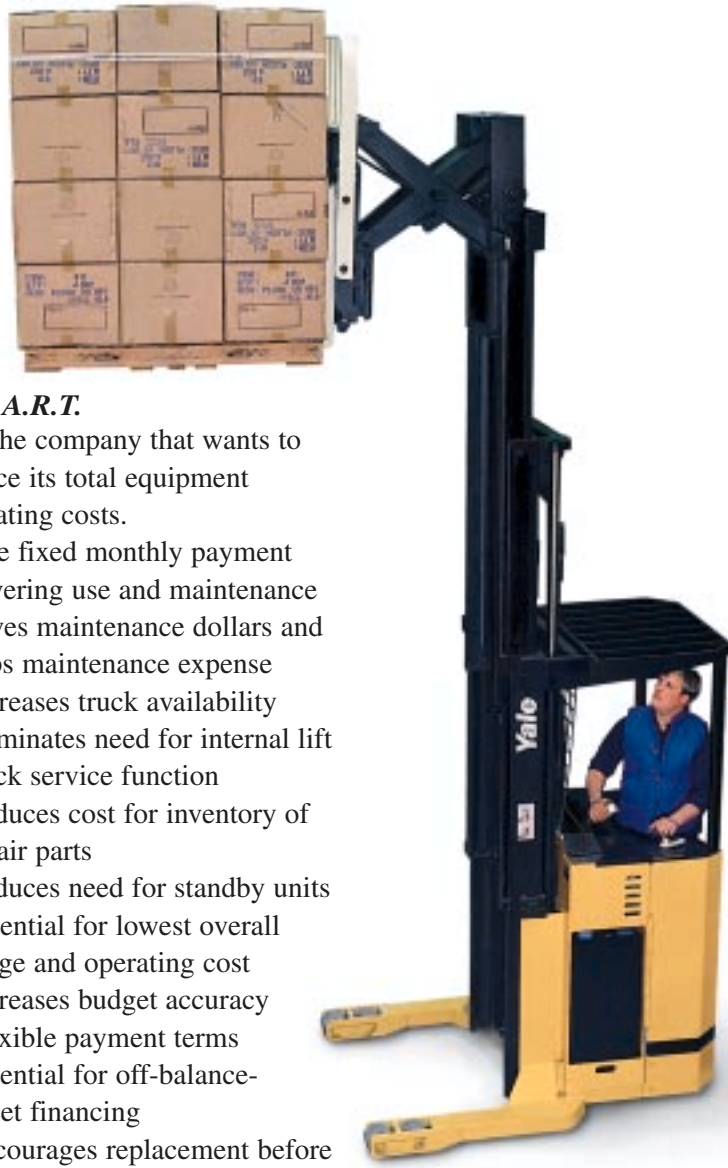 A.R.T.
he company that wants to
ce its total equipment
ating costs.
e fixed monthly payment
vering use and maintenance
ves maintenance dollars and
ps maintenance expense
reases truck availability
minates need for internal lift
ck service function
duces cost for inventory of
air parts
duces need for standby units
ential for lowest overall
ge and operating cost
reases budget accuracy
xible payment terms
ential for off-balance-
et financing
courages replacement before
Yale